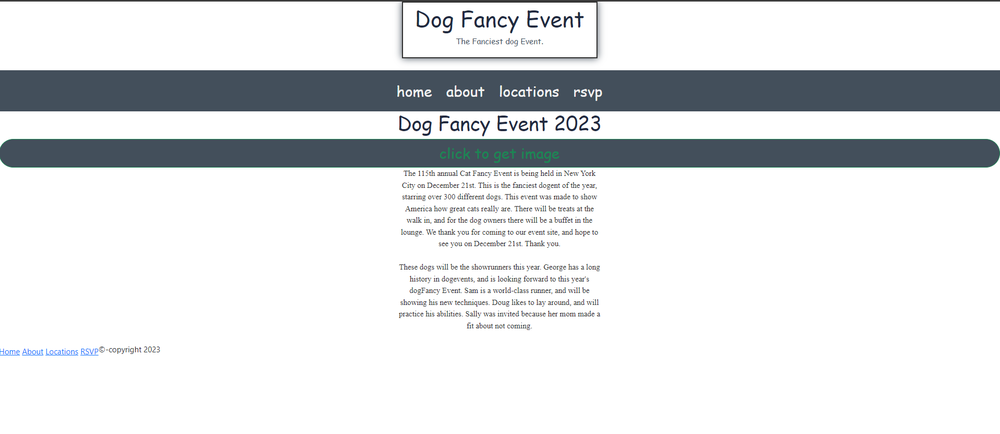 Dog Fancy Event
The Fanciest dog Event.
home about locations rsvp
Dog Fancy Event 2023
click to get image
The 115th annual Cat Fancy Event is being held in New York
City on December 21st. This is the fanciest dogent of the year,
starring over 300 different dogs. This event was made to show
America how great cats really are. There will be treats at the
walk in, and for the dog owners there will be a buffet in the
lounge. We thank you for coming to our event site, and hope to
see you on December 21st. Thank you.
These dogs will be the showrunners this year. George has a long
history in dogevents, and is looking forward to this year's
dogFancy Event. Sam is a world-class runner, and will be
showing his new techniques. Doug likes to lay around, and will
practice his abilities. Sally was invited because her mom made a
fit about not coming.
Home About Locations RSVP©-copyright 2023